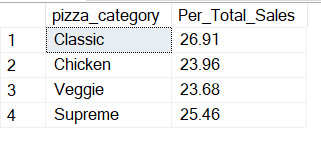 pizza_category Per_Total_Sales
1 Classic 26.91
2 Chicken 23.96
3 Veggie 23.68
4 Supreme 25.46